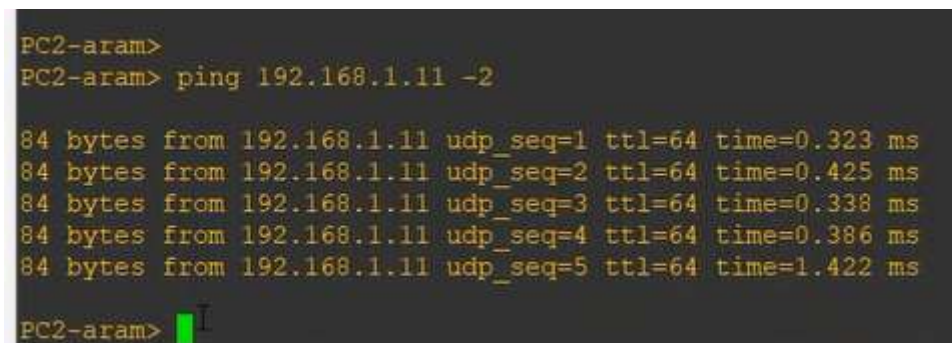 PC2-aram>
PC2-aram> ping 192.168.1.11 -2
84 bytes from 192.168.1.11 udp_seq=1 ttl=64 time=0.323 ms
84 bytes from 192.168.1.11 udp_seq=2 ttl=64 time=0.425 ms
84 bytes from 192.168.1.11 udp_seq=3 ttl=64 time=0.338 ms
84 bytes from 192.168.1.11 udp_seq=4 ttl=64 time=0.386 ms
84 bytes from 192.168.1.11 udp_seq=5 ttl=64 time=1.422 ms
PC2-aram>